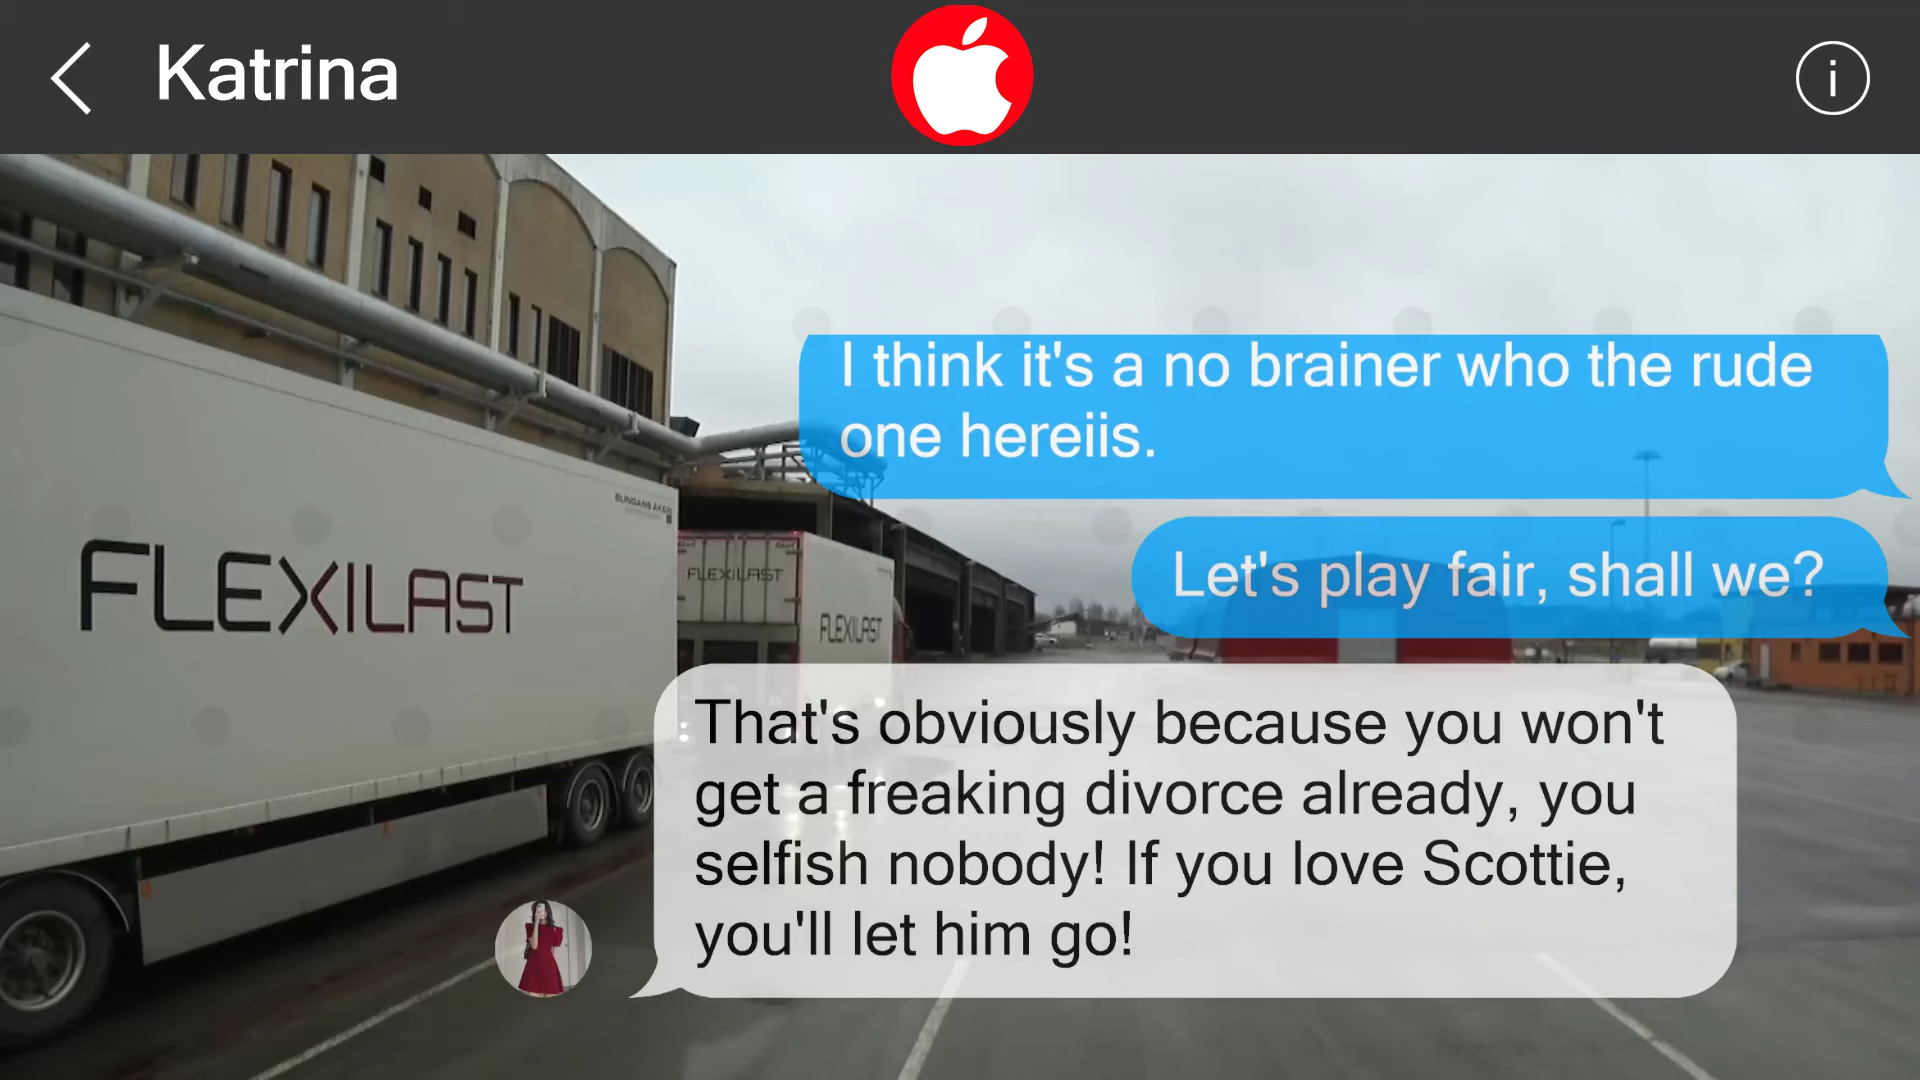 Katrina
i
I think it's a no brainer who the rude
one hereiis.
Let's play fair, shall we?
FLEXILAST
FLEXILAST
FLEXILAST
That's obviously because you won't
get a freaking divorce already, you
selfish nobody! If you love Scottie,
you'll let him go!